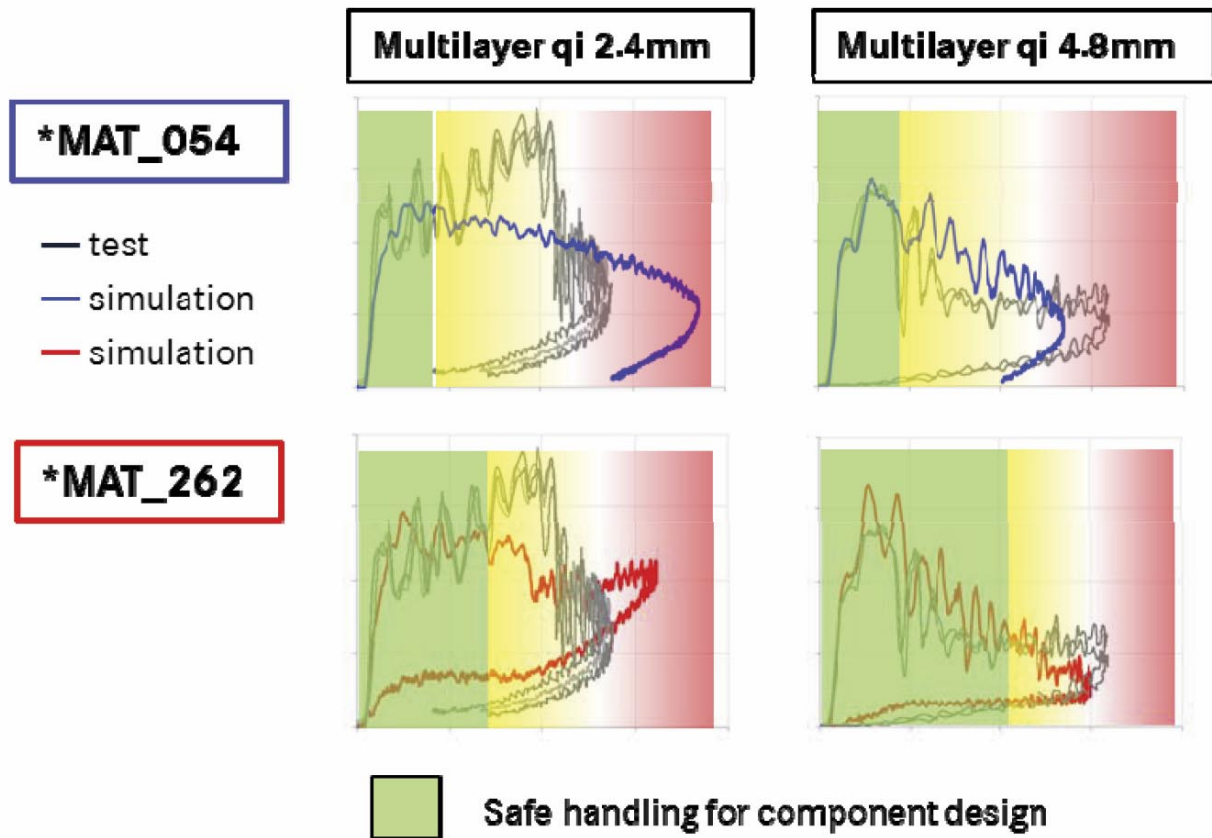 Multilayer qi 2.4mm
Multilayer qi 4.8mm
*MAT_054
test
simulation
simulation
*MAT_262
Safe handling for component design